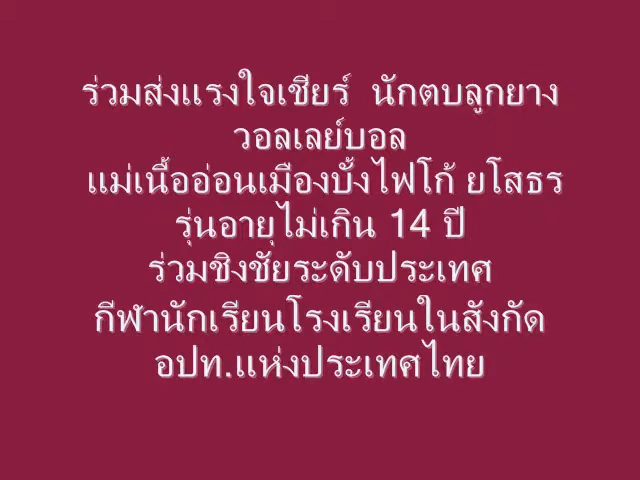 ร่วมส่งแรงใจเชียร์ นักตบลูกยาง
วอลเลย์บอล
แม่เนื้ออ่อนเมืองบั้งไฟโก้ ยโสธร
รุ่นอายุไม่เกิน 14 ปี
ร่วมชิงชัยระดับประเทศ
กีฬานักเรียนโรงเรียนในสังกัด
อปท.แห่งประเทศไทย